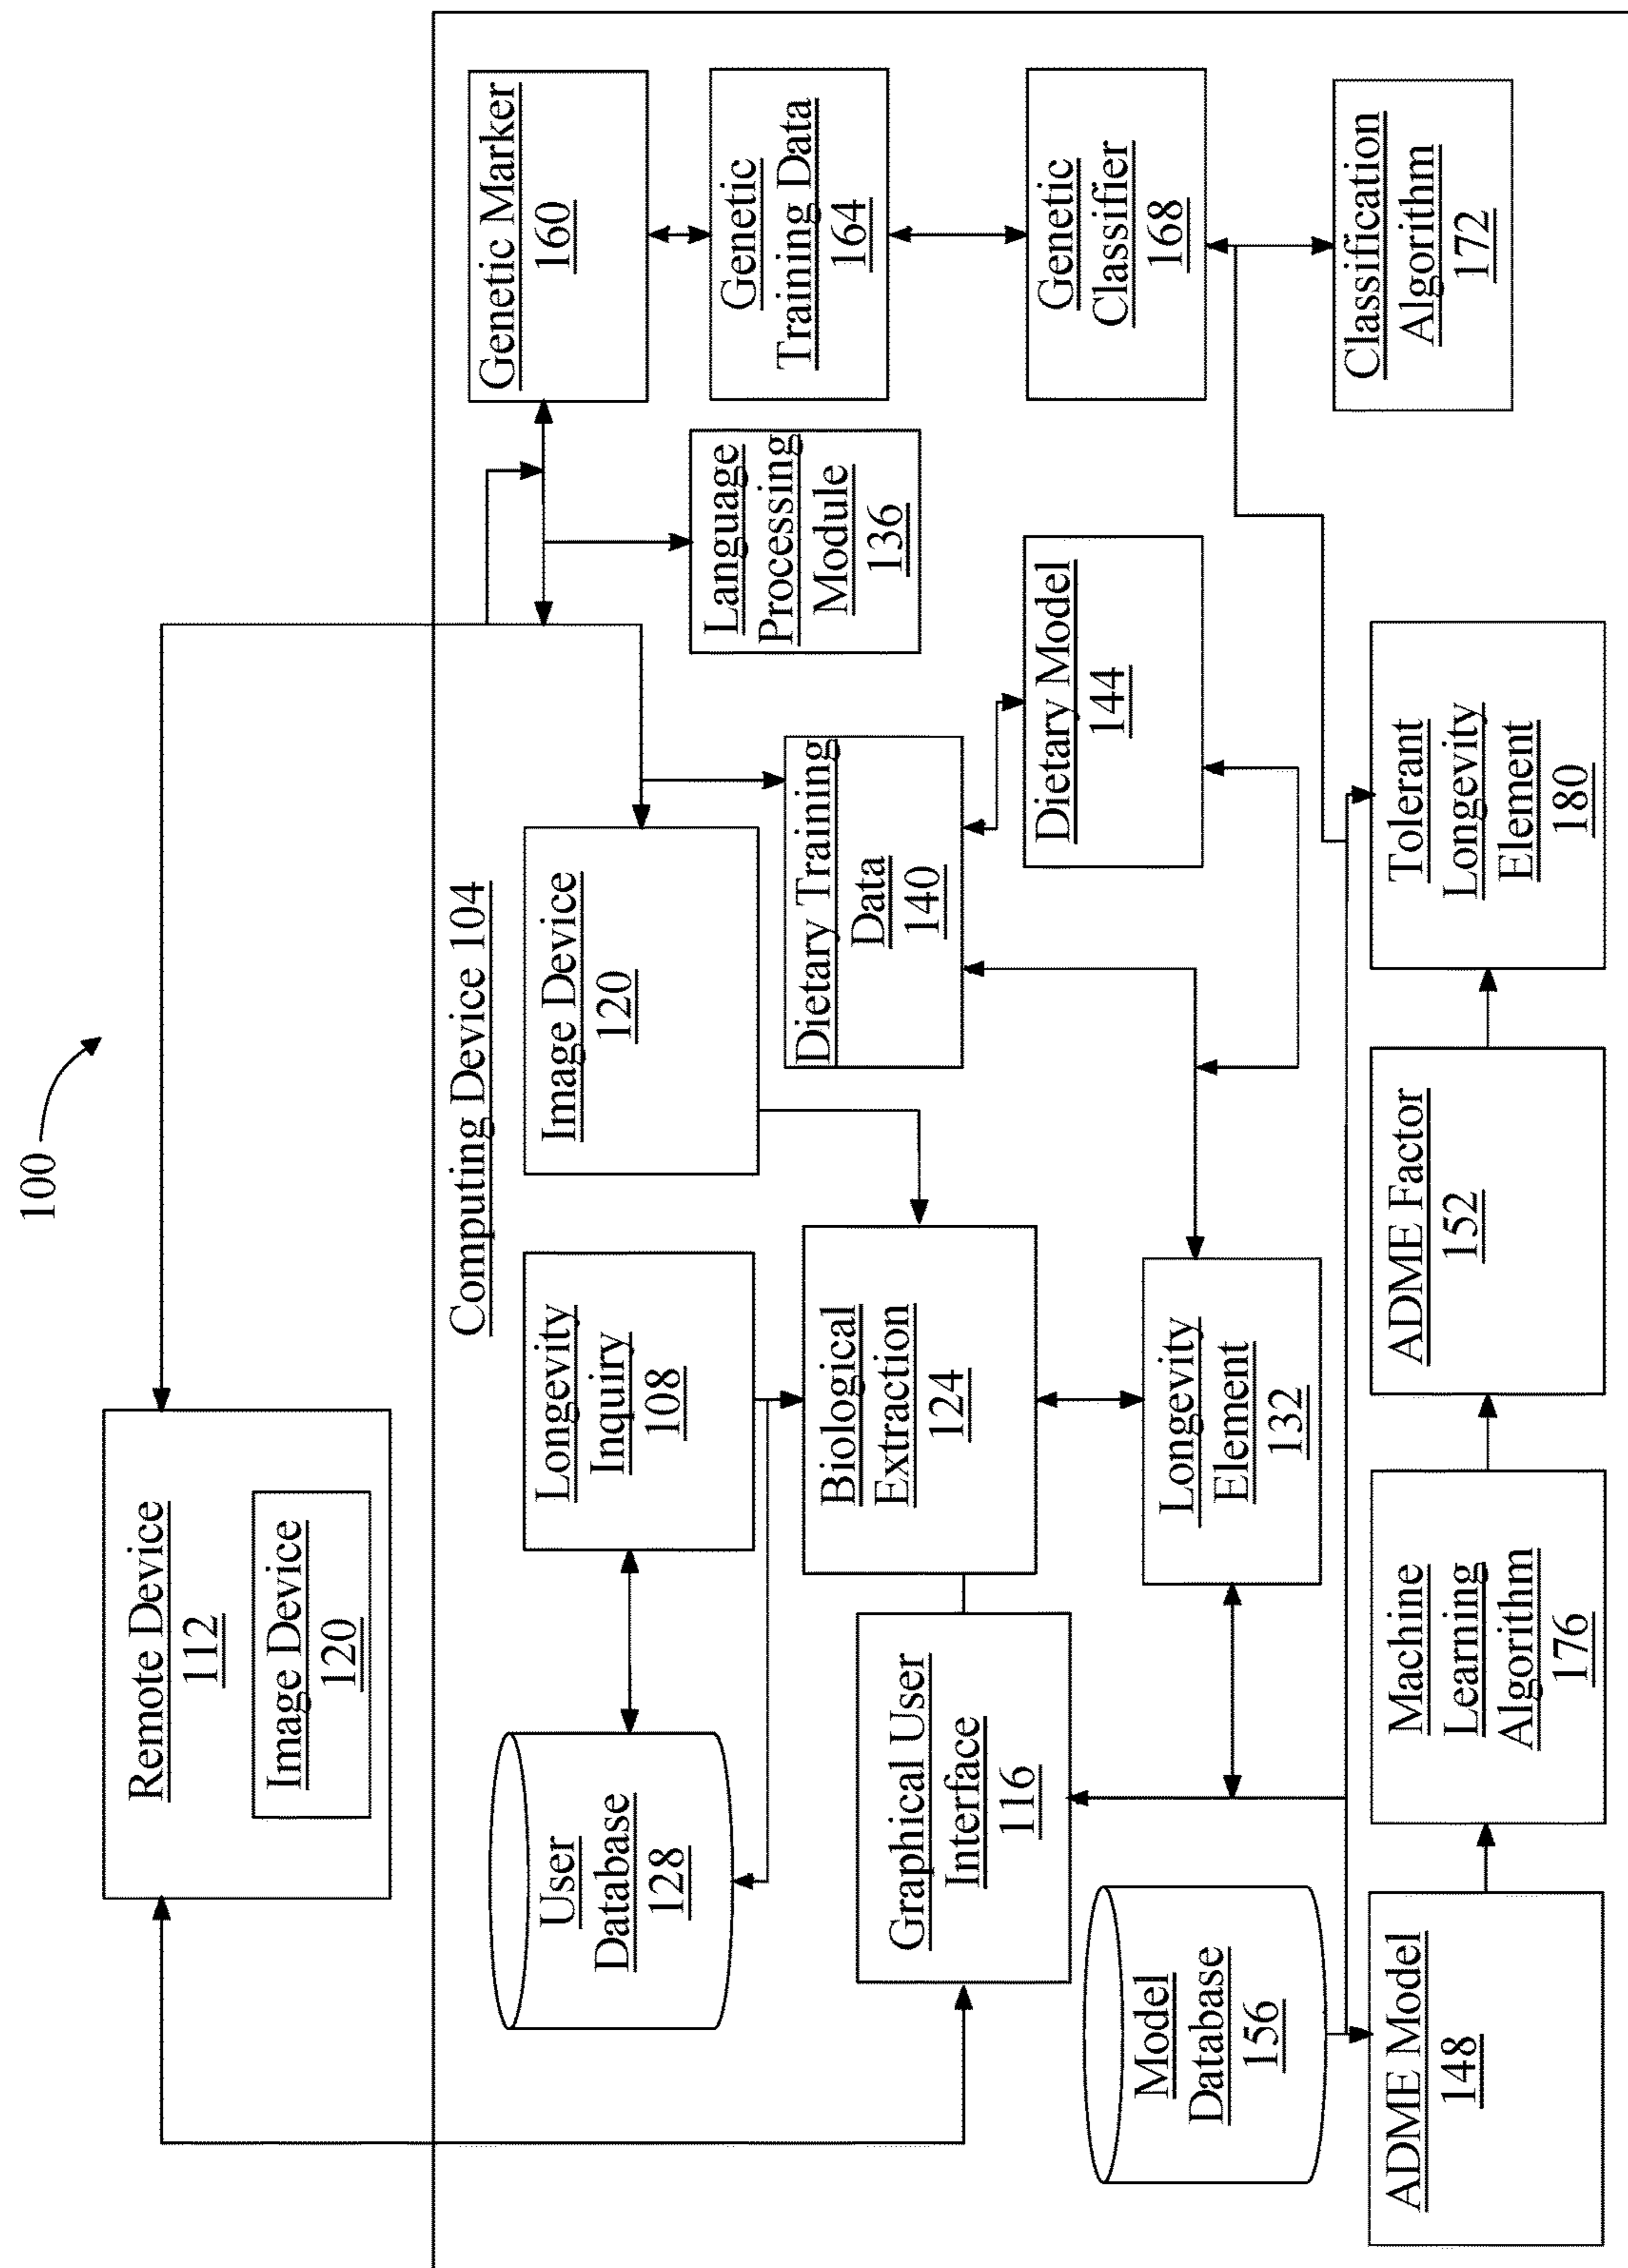 100
Remote Device
112
Image Device
120
Computing Device 104
User
Database
128
Longevity
Inquiry
108
Image Device
120
Genetic Marker
160
Language
Processing
Module
136
Genetic
Training Data
164
Graphical User
Interface
116
Biological
Extraction
124
Dietary Training
Data
140
Dietary Model
144
Genetic
Classifier
168
Model
Database
156
Longevity
Element
132
Classification
Algorithm
172
ADME Model
148
Machine
Learning
Algorithm
176
ADME Factor
152
Tolerant
Longevity
Element
180